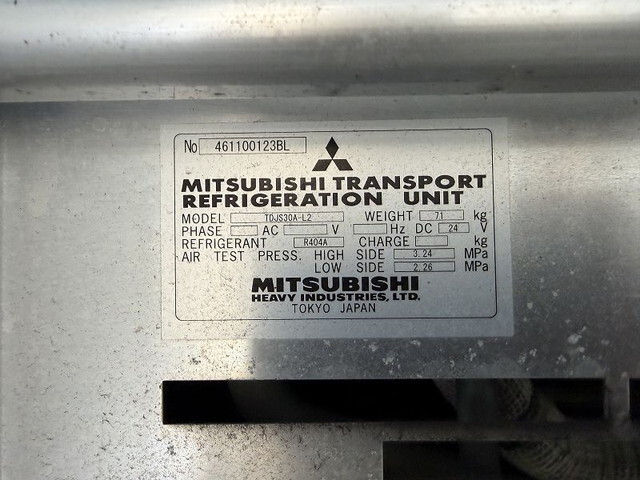 No 461100123BL
MITSUBISHI TRANSPORT
REFRIGERATION UNIT
MODEL TDJS30A-L2 WEIGHT 71 kg
PHASE AC V Hz DC 24 V
REFRIGERANT R404A CHARGE kg
AIR TEST PRESS. HIGH SIDE 3.24 MPa
LOW SIDE 2.26 MPa
MITSUBISHI
HEAVY INDUSTRIES, LTD.
TOKYO JAPAN